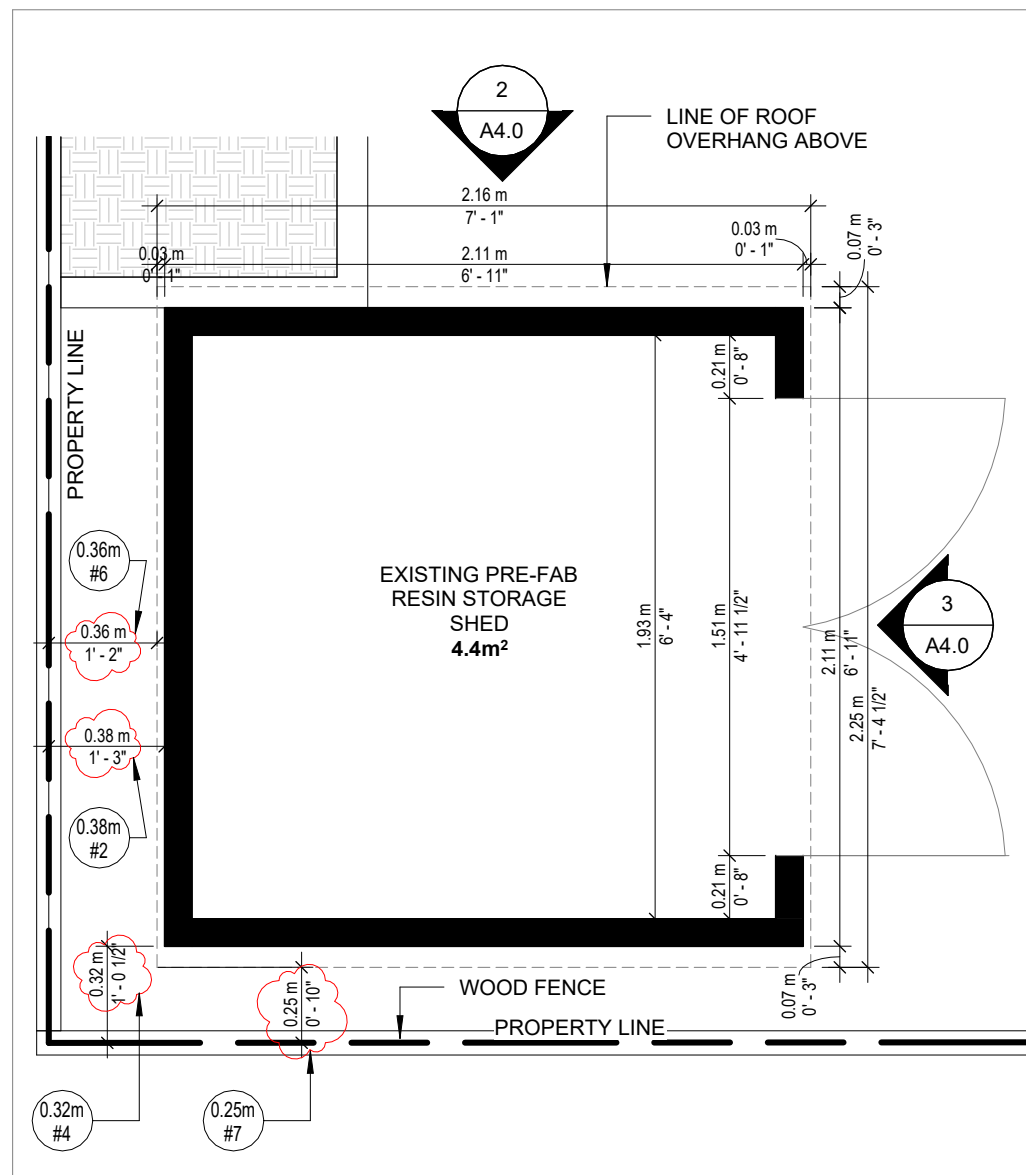 2
A4.0
LINE OF ROOF
OVERHANG ABOVE
2.16 m
7' - 1"
0.03 m
0' - 1"
2.11 m
6' - 11"
0.03 m
0' - 1"
0.07 m
0' - 3"
PROPERTY LINE
0.21 m
0' - 8"
0.36m
#6
0.36 m
1' - 2"
EXISTING PRE-FAB
RESIN STORAGE
SHED
4.4m²
1.93 m
6' - 4"
1.51 m
4' - 11 1/2"
3
A4.0
2.11 m
6' - 11"
2.25 m
7' - 4 1/2"
0.38 m
1' - 3"
0.38m
#2
0.21 m
0' - 8"
0.32 m
1' - 0 1/2"
0.25 m
0' - 10"
WOOD FENCE
PROPERTY LINE
0.07 m
0' - 3"
0.32m
#4
0.25m
#7